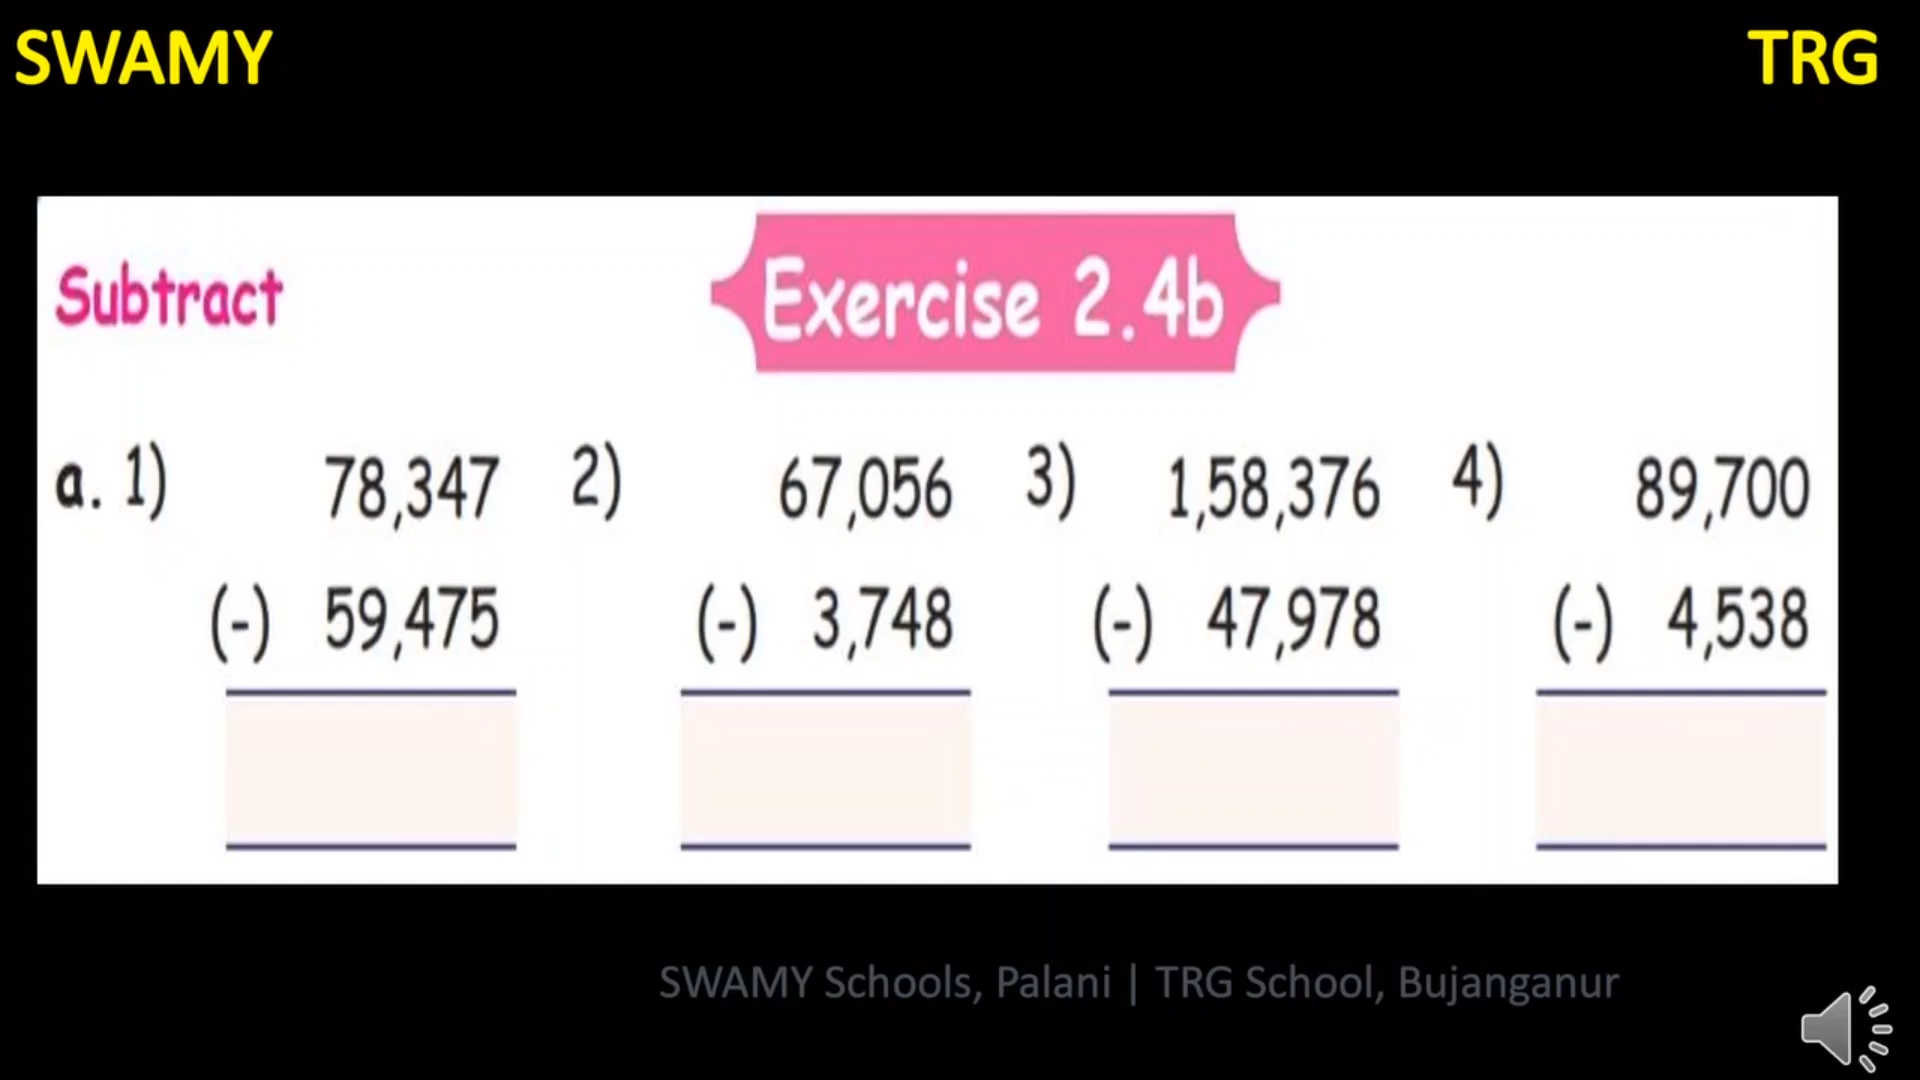 SWAMY TRG
Subtract Exercise 2.4b
a. 1) 78,347 2) 67,056 3) 1,58,376 4) 89,700
(-) 59,475 (-) 3,748 (-) 47,978 (-) 4,538
SWAMY Schools, Palani | TRG School, Bujanganur